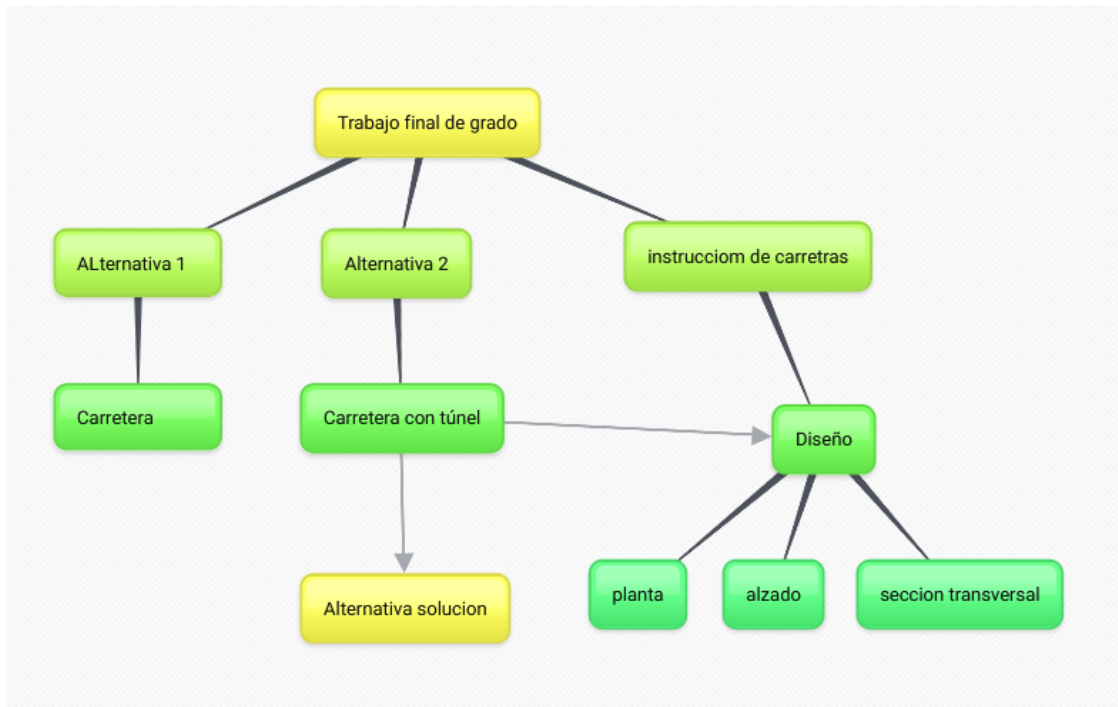 Trabajo final de grado
ALternativa 1
Alternativa 2
instrucciom de carretras
Carretera
Carretera con túnel
Diseño
Alternativa solucion
planta
alzado
seccion transversal